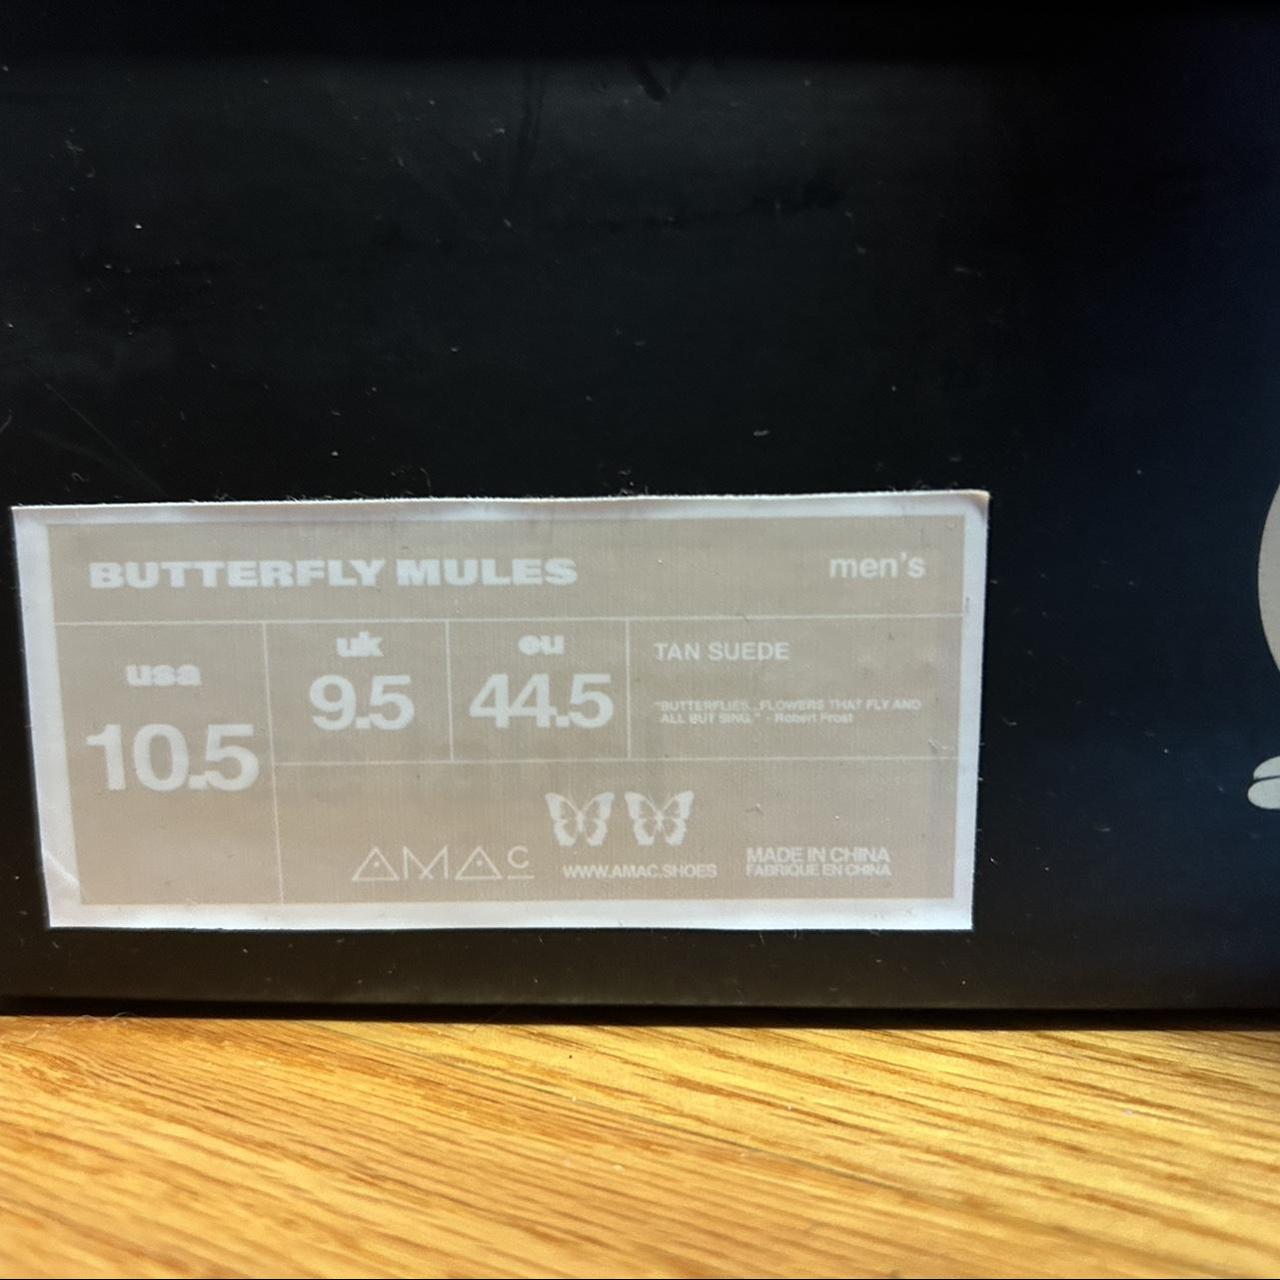 BUTTERFLY MULES
men's
usa
10.5
uk
9.5
eu
44.5
TAN SUEDE
"BUTTERFLIES...FLOWERS THAT FLY AND
ALL BUT SING." - Robert Frost
AMAC
WWW.AMAC.SHOES
MADE IN CHINA
FABRIQUE EN CHINA